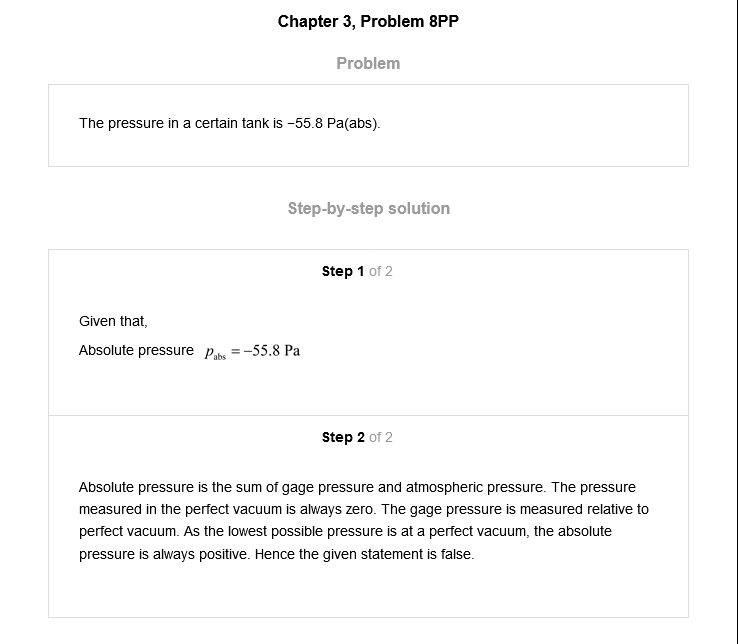 Chapter 3, Problem 8PP
Problem
The pressure in a certain tank is −55.8 Pa(abs).
Step-by-step solution
Step 1 of 2
Given that,
Absolute pressure p_abs = −55.8 Pa
Step 2 of 2
Absolute pressure is the sum of gage pressure and atmospheric pressure. The pressure
measured in the perfect vacuum is always zero. The gage pressure is measured relative to
perfect vacuum. As the lowest possible pressure is at a perfect vacuum, the absolute
pressure is always positive. Hence the given statement is false.